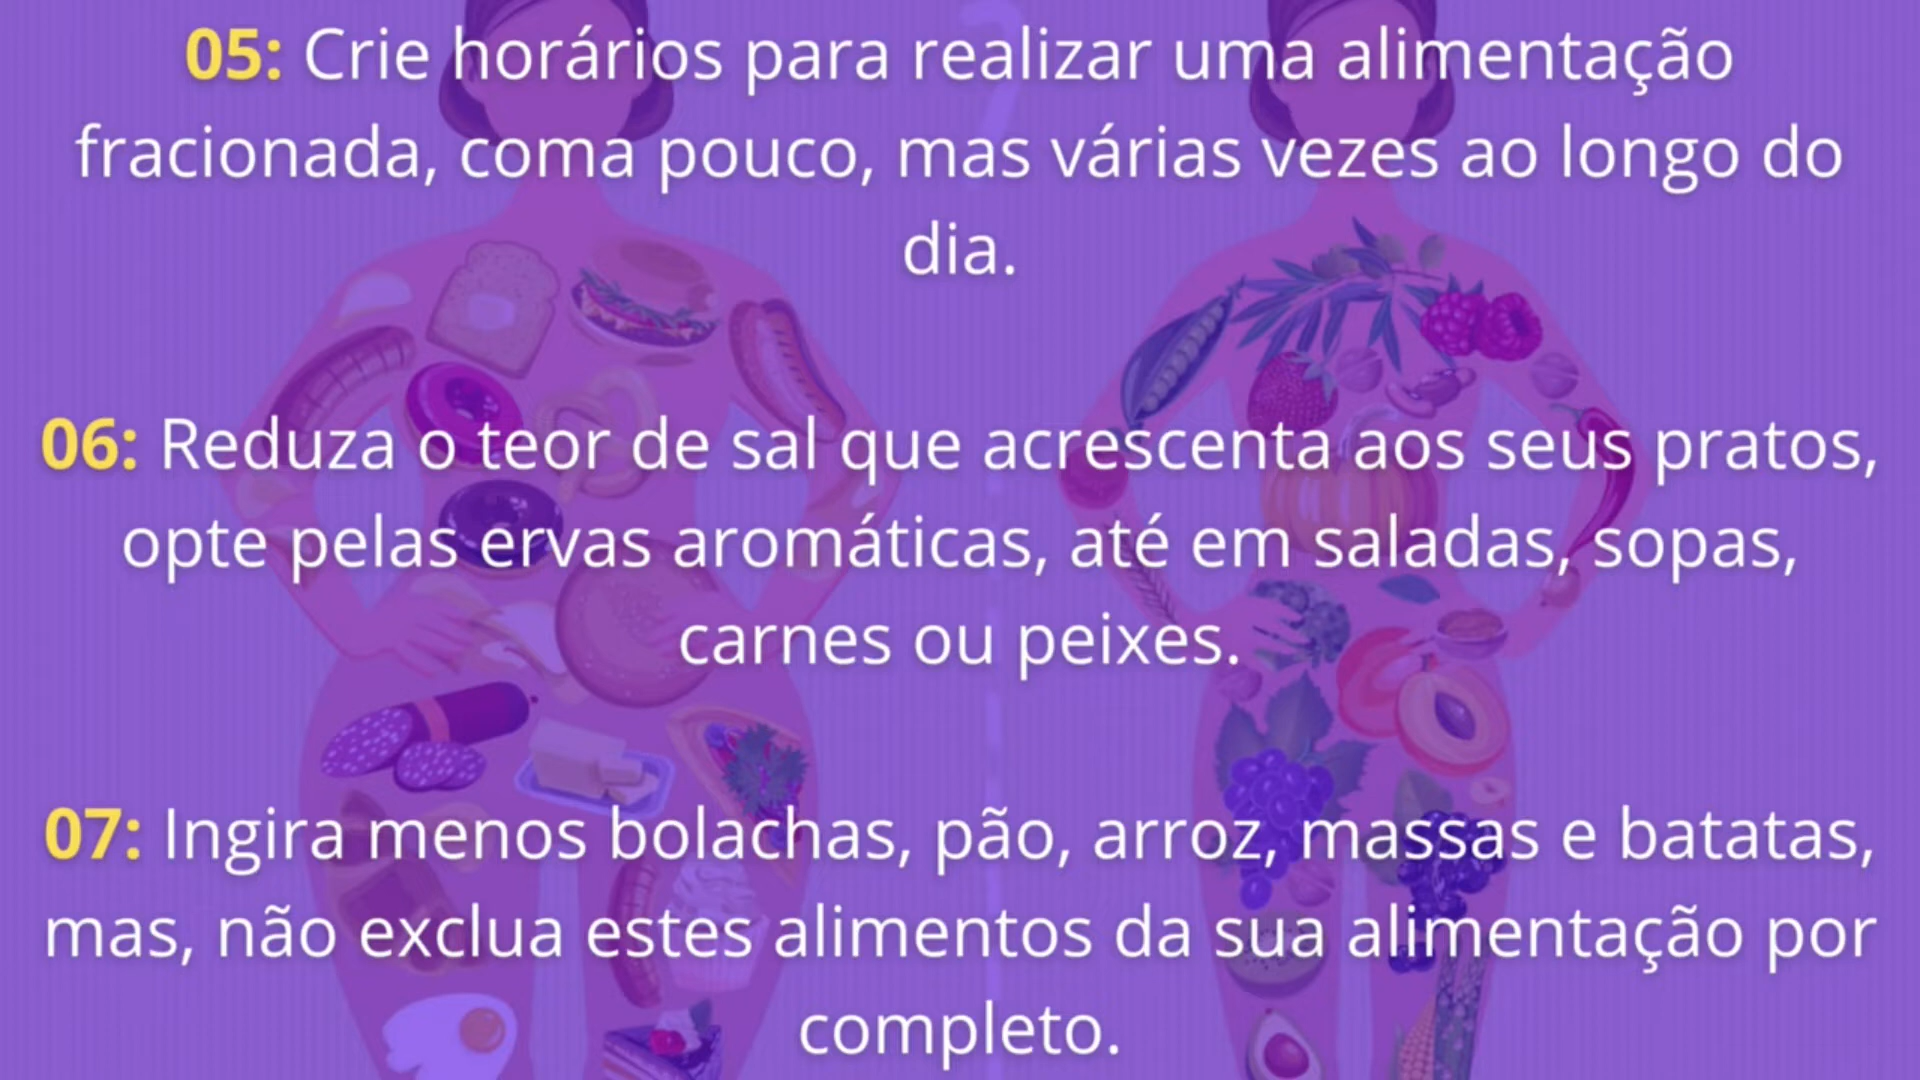 05: Crie horários para realizar uma alimentação
fracionada, coma pouco, mas várias vezes ao longo do
dia.
06: Reduza o teor de sal que acrescenta aos seus pratos,
opte pelas ervas aromáticas, até em saladas, sopas,
carnes ou peixes.
07: Ingira menos bolachas, pão, arroz, massas e batatas,
mas, não exclua estes alimentos da sua alimentação por
completo.